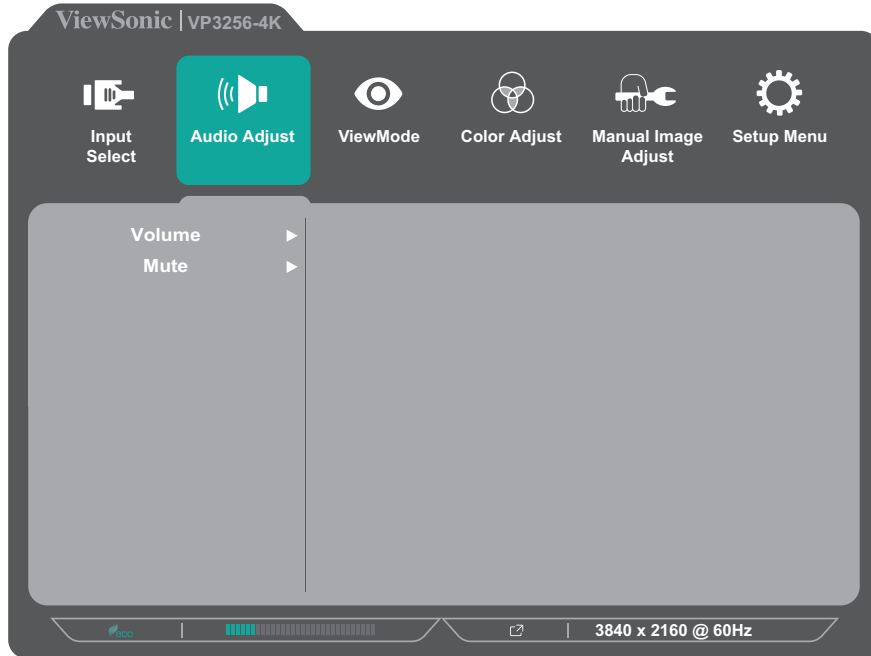 ViewSonic | VP3256-4K
Input
Select
Audio Adjust
ViewMode
Color Adjust
Manual Image
Adjust
Setup Menu
Volume
Mute
eco
3840 x 2160 @ 60Hz